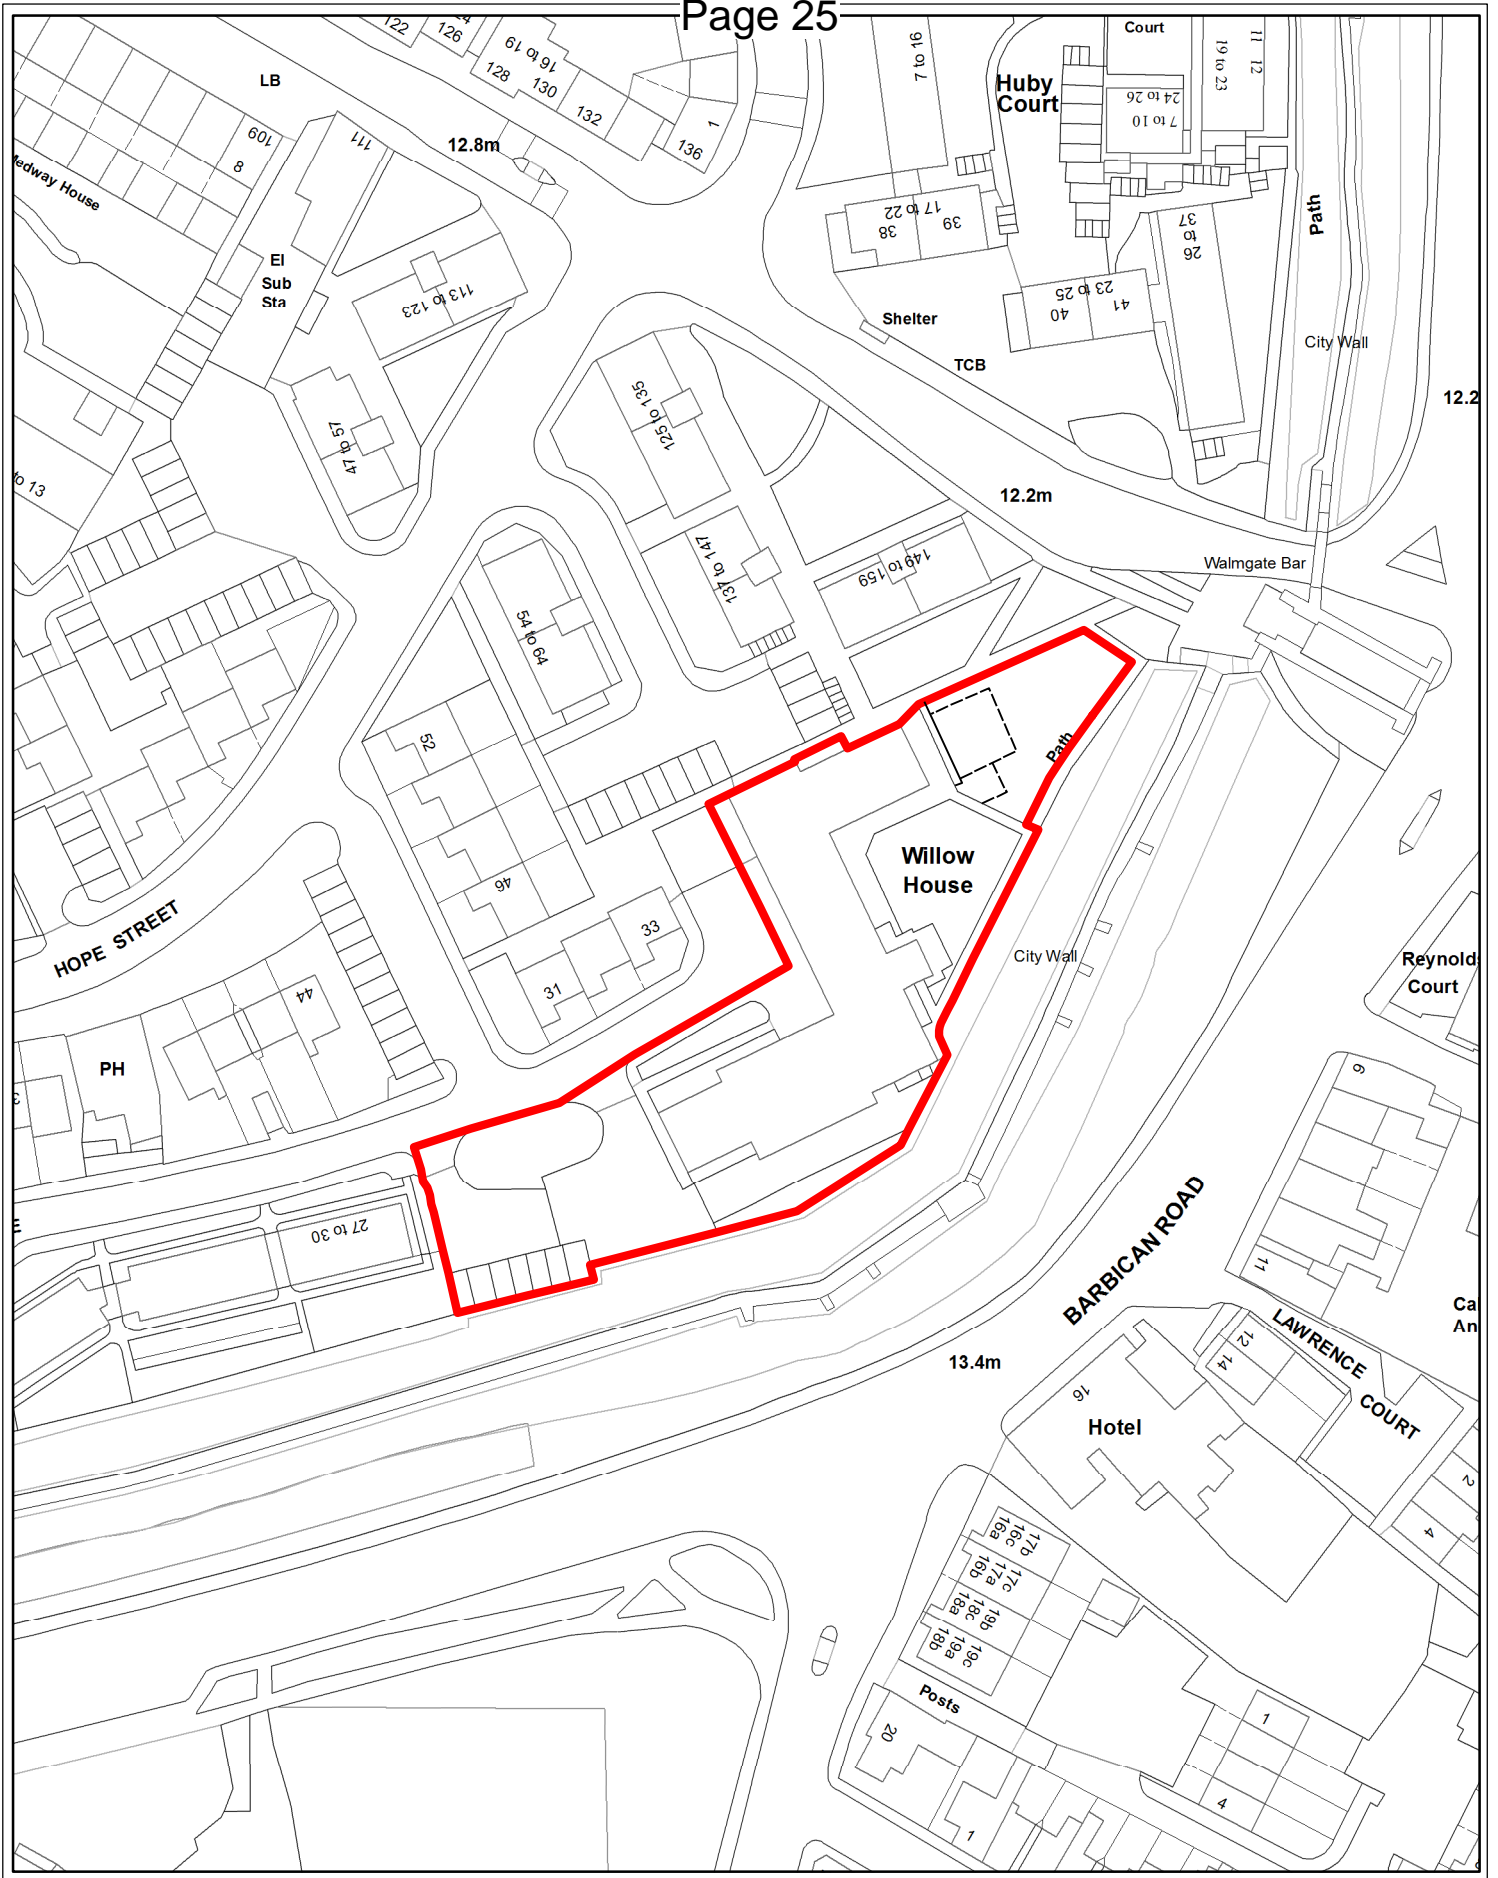 Page 25
122
126
16 to 19
128
130
132
136
1
LB
109
8
111
12.8m
Medway House
El
Sub
Sta
113 to 123
47 to 57
to 13
7 to 16
Huby
Court
Court
24 to 26
7 to 10
19 to 23
11
12
17 to 22
38
39
Path
26
to
37
23 to 25
40
41
Shelter
TCB
City Wall
12.2
125 to 135
137 to 147
149 to 159
12.2m
Walmgate Bar
54 to 64
52
46
33
31
Path
Willow
House
City Wall
HOPE STREET
44
PH
3
E
27 to 30
Reynolds
Court
6
11
BARBICAN ROAD
LAWRENCE
COURT
12
14
16
Hotel
13.4m
Ca
An
2
4
16a
16c
17b
16b
17a
17c
18a
18c
19b
18b
19a
19c
Posts
20
1
1
4